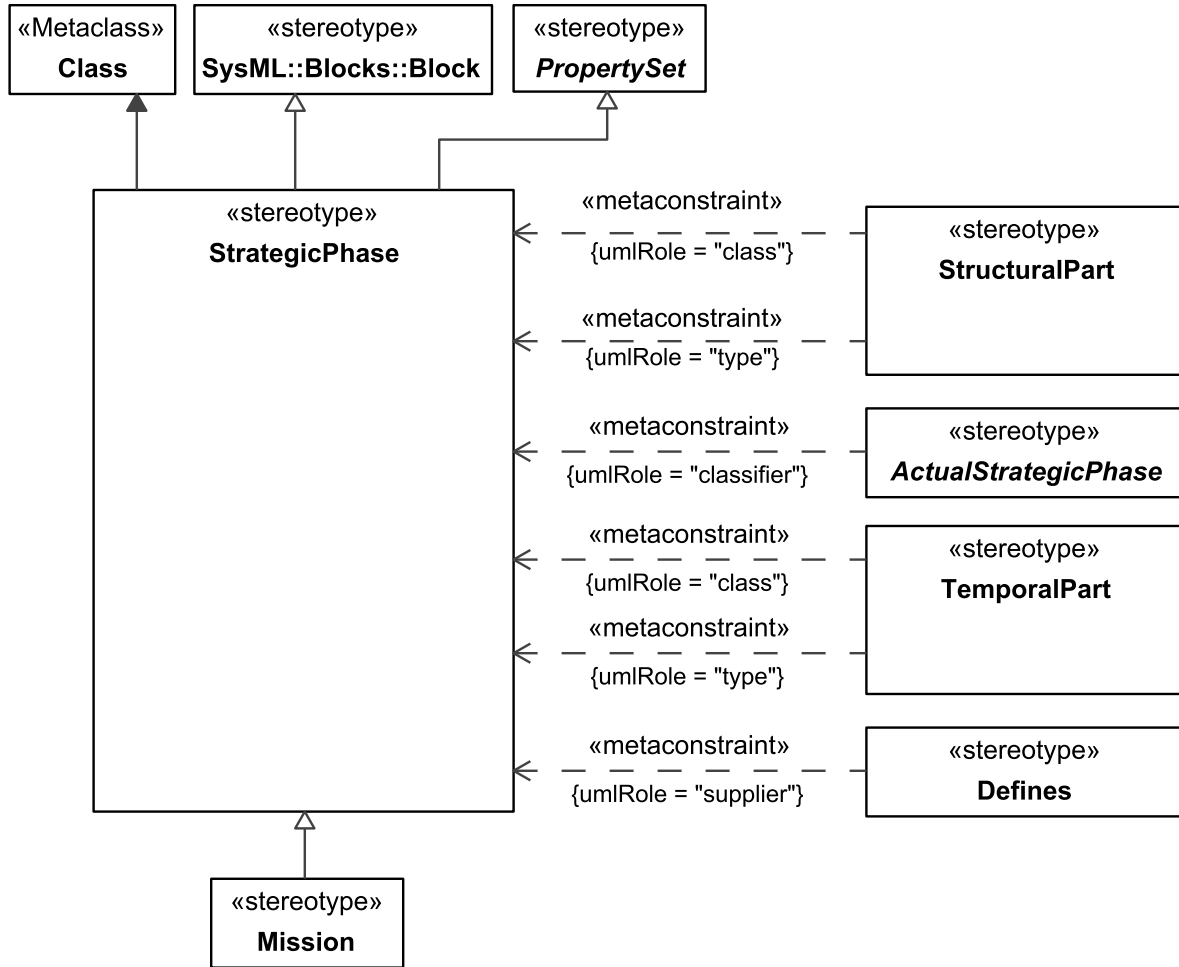 «Metaclass»
Class
«stereotype»
SysML::Blocks::Block
«stereotype»
PropertySet
«stereotype»
StrategicPhase
«metaconstraint»
{umlRole = "class"}
«stereotype»
StructuralPart
«metaconstraint»
{umlRole = "type"}
«metaconstraint»
{umlRole = "classifier"}
«stereotype»
ActualStrategicPhase
«metaconstraint»
{umlRole = "class"}
«stereotype»
TemporalPart
«metaconstraint»
{umlRole = "type"}
«metaconstraint»
{umlRole = "supplier"}
«stereotype»
Defines
«stereotype»
Mission